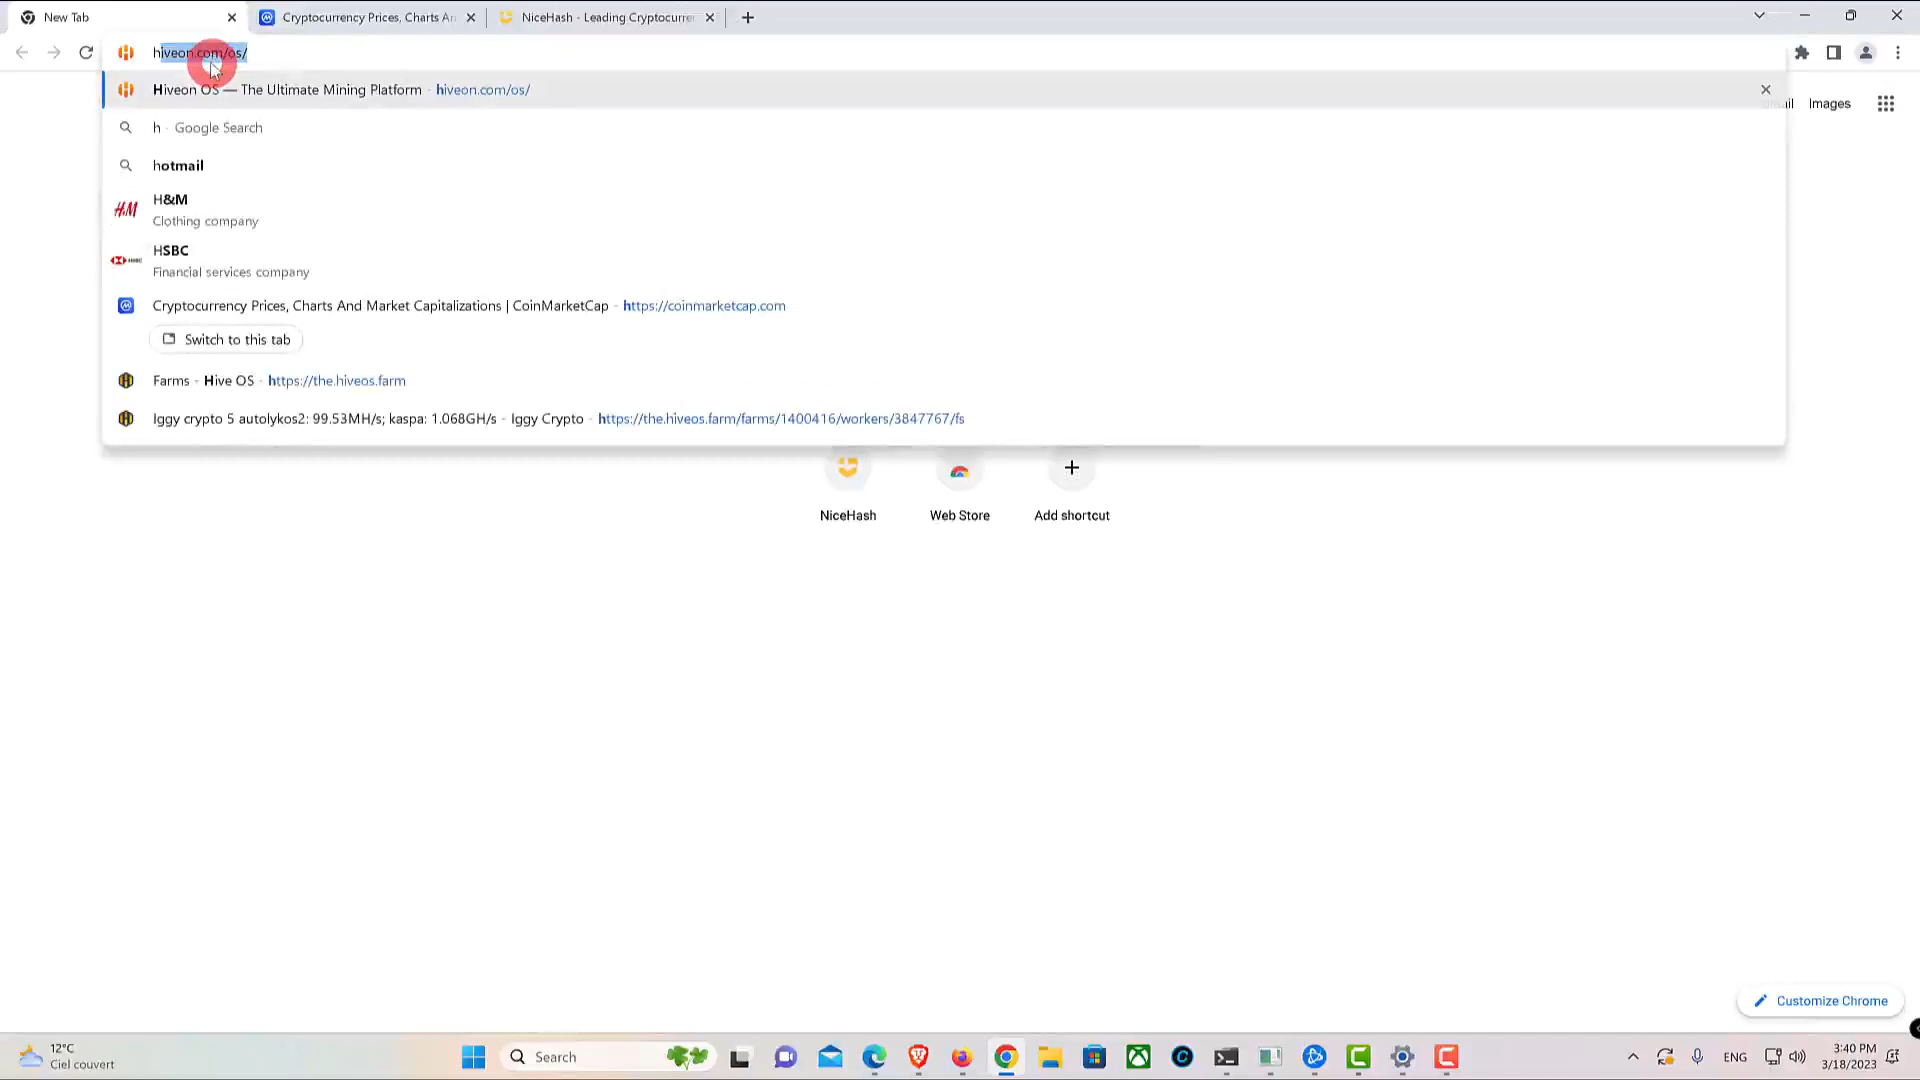 New Tab
Cryptocurrency Prices, Charts An
NiceHash - Leading Cryptocurre
hiveon.com/os/
Hiveon OS — The Ultimate Mining Platform - hiveon.com/os/
Images
h - Google Search
hotmail
H&M
Clothing company
HSBC
Financial services company
Cryptocurrency Prices, Charts And Market Capitalizations | CoinMarketCap - https://coinmarketcap.com
Switch to this tab
Farms - Hive OS - https://the.hiveos.farm
Iggy crypto 5 autolykos2: 99.53MH/s; kaspa: 1.068GH/s - Iggy Crypto - https://the.hiveos.farm/farms/1400416/workers/3847767/fs
NiceHash
Web Store
Add shortcut
Customize Chrome
12°C
Ciel couvert
Search
ENG
3:40 PM
3/18/2023